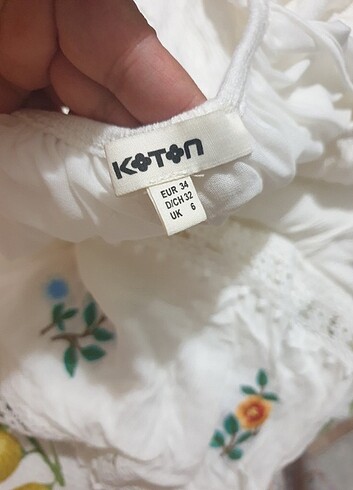 KOTON
EUR 34
D/CH 32
UK 6